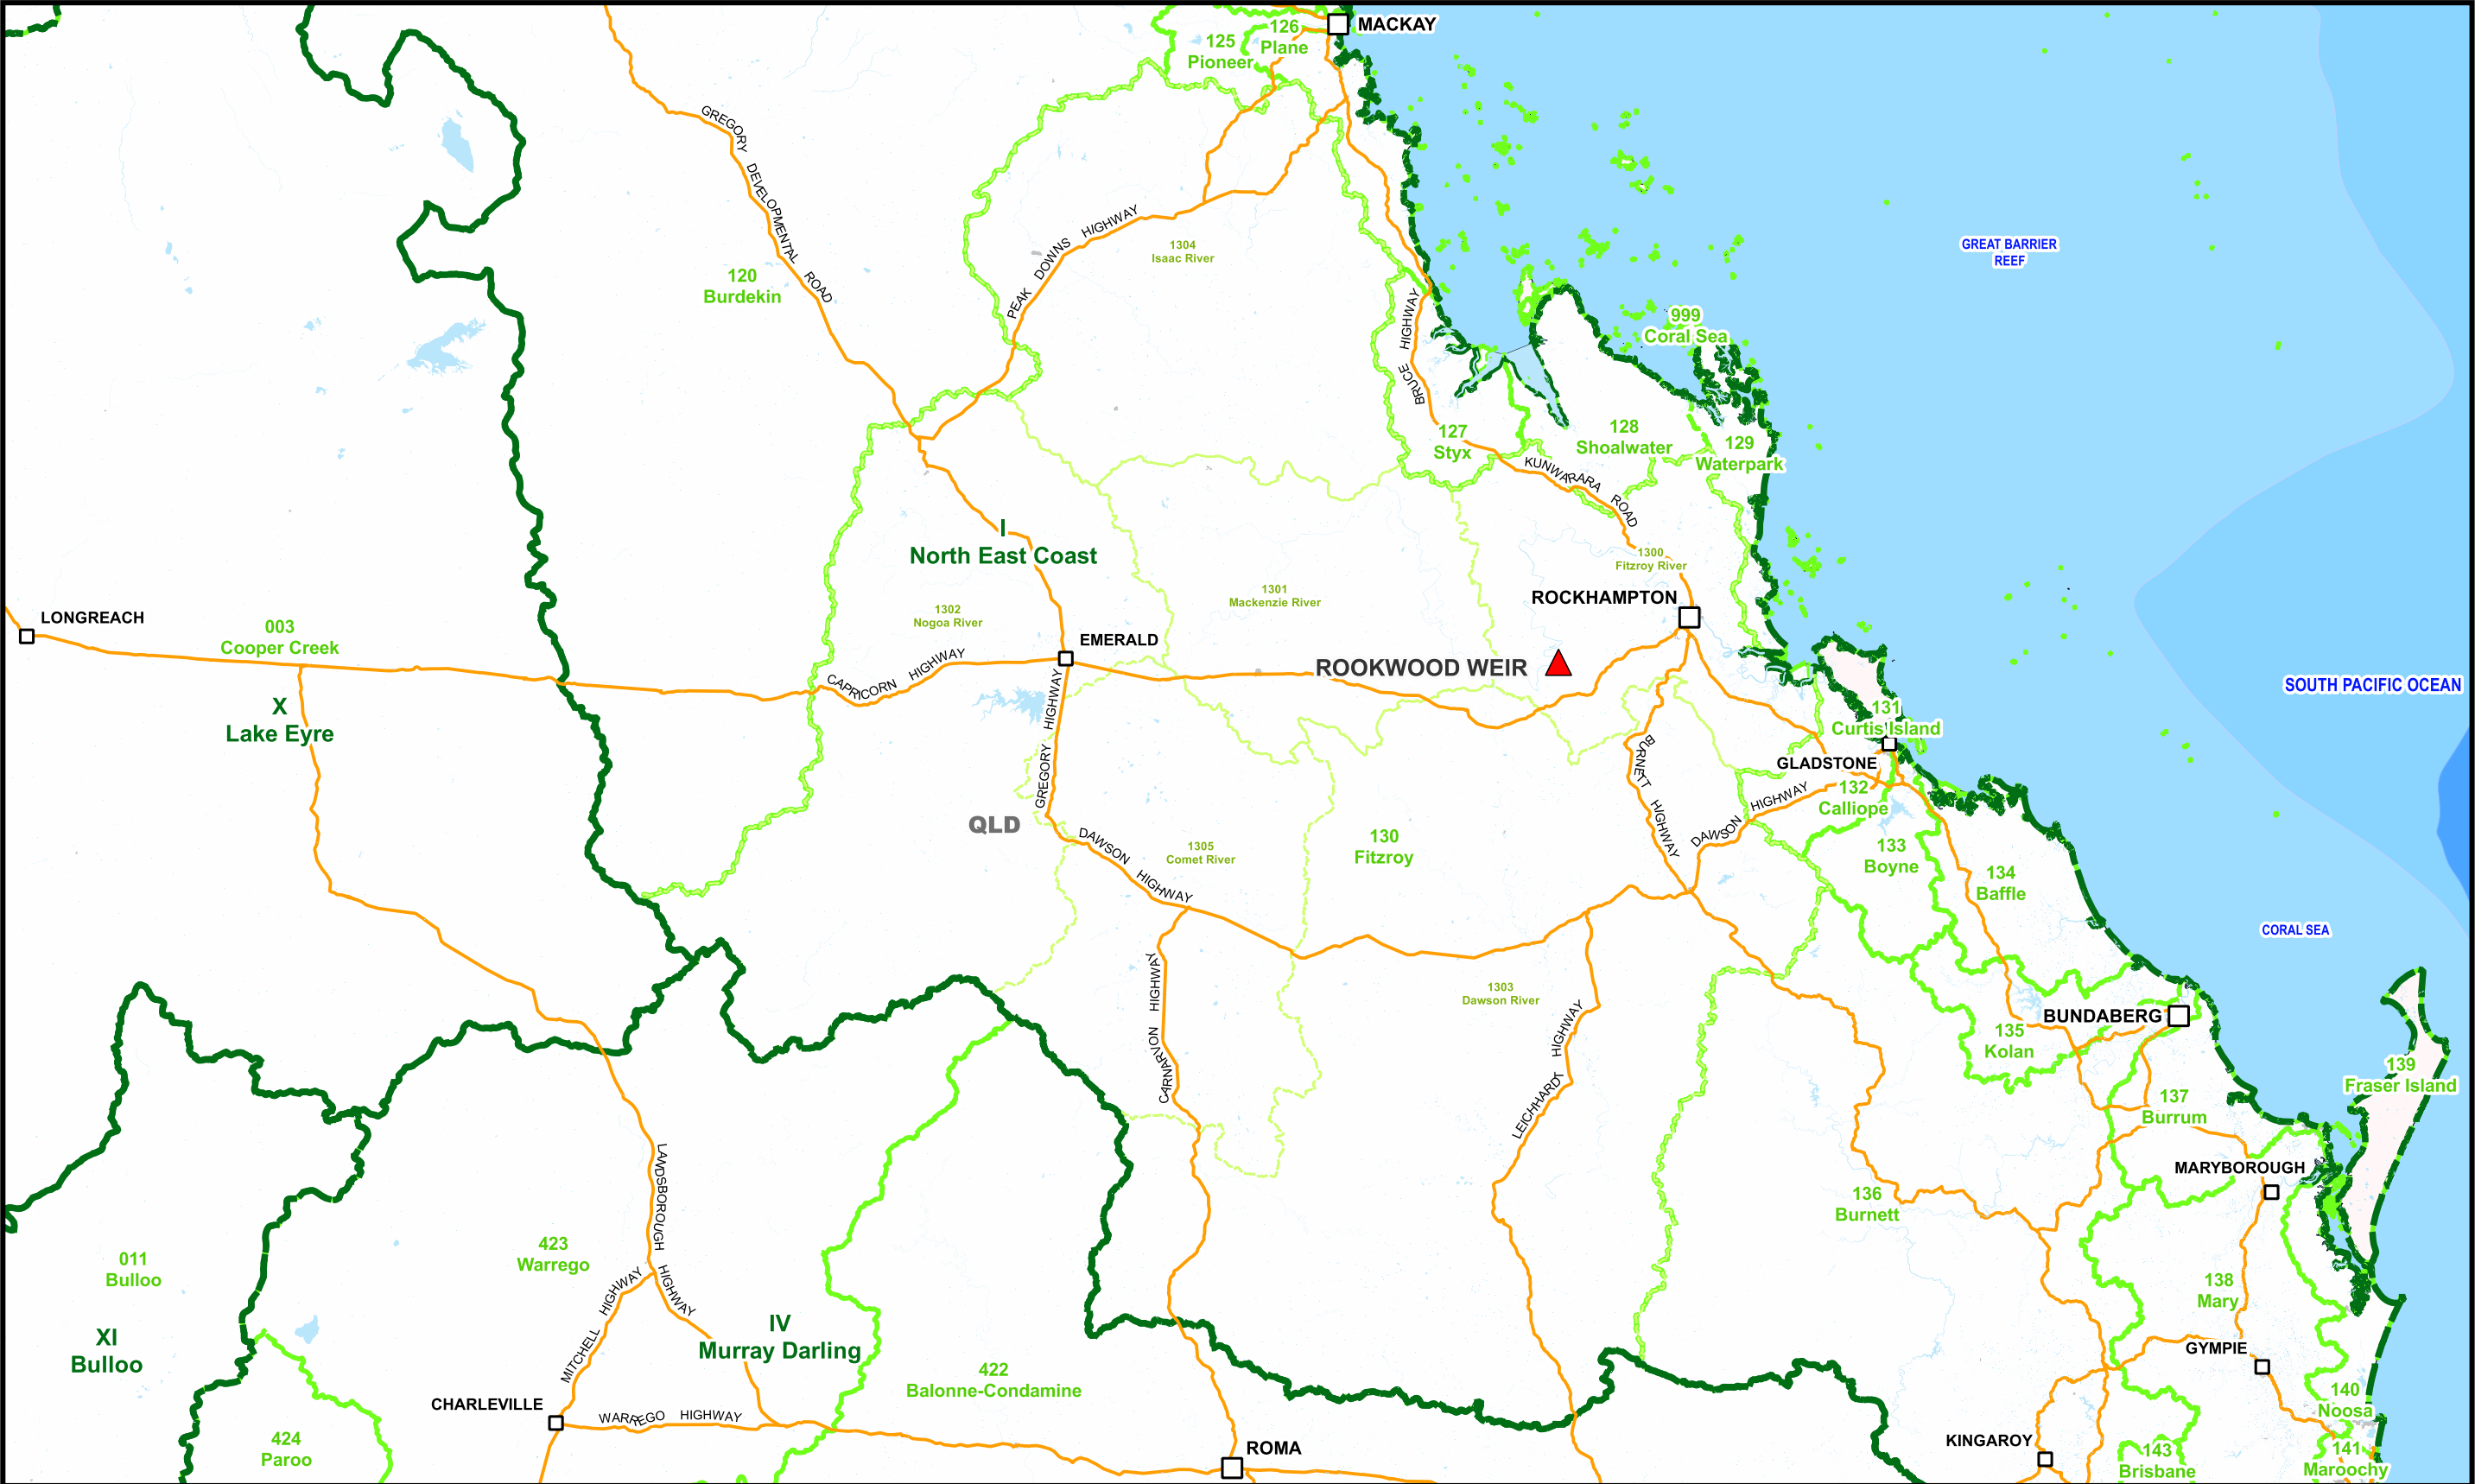 MACKAY
126
Plane
125
Pioneer
GREGORY DEVELOPMENTAL ROAD
PEAK DOWNS HIGHWAY
1304
Isaac River
GREAT BARRIER
REEF
120
Burdekin
BRUCE HIGHWAY
999
Coral Sea
127
Styx
128
Shoalwater
129
Waterpark
KUNWARARA ROAD
I
North East Coast
1300
Fitzroy River
1301
Mackenzie River
1302
Nogoa River
ROCKHAMPTON
LONGREACH
003
Cooper Creek
EMERALD
CAPRICORN HIGHWAY
ROOKWOOD WEIR
SOUTH PACIFIC OCEAN
X
Lake Eyre
GREGORY HIGHWAY
131
Curtis Island
BURNETT HIGHWAY
GLADSTONE
132
Calliope
DAWSON HIGHWAY
QLD
DAWSON HIGHWAY
1305
Comet River
130
Fitzroy
133
Boyne
134
Baffle
CORAL SEA
CARNARVON HIGHWAY
1303
Dawson River
LEICHHARDT HIGHWAY
BUNDABERG
135
Kolan
139
Fraser Island
137
Burrum
MARYBOROUGH
LANDSBOROUGH HIGHWAY
136
Burnett
011
Bulloo
423
Warrego
MITCHELL HIGHWAY
138
Mary
XI
Bulloo
IV
Murray Darling
GYMPIE
422
Balonne-Condamine
140
Noosa
CHARLEVILLE
WARREGO HIGHWAY
424
Paroo
ROMA
KINGAROY
143
Brisbane
141
Maroochy